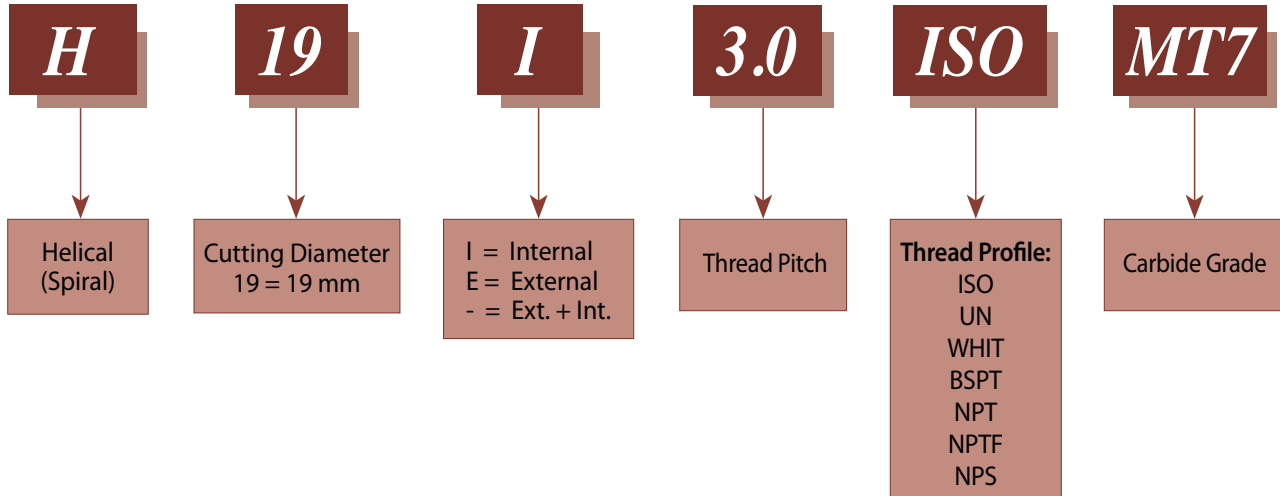 H 19 I 3.0 ISO MT7
Helical
(Spiral)
Cutting Diameter
19 = 19 mm
I = Internal
E = External
- = Ext. + Int.
Thread Pitch
Thread Profile:
ISO
UN
WHIT
BSPT
NPT
NPTF
NPS
Carbide Grade